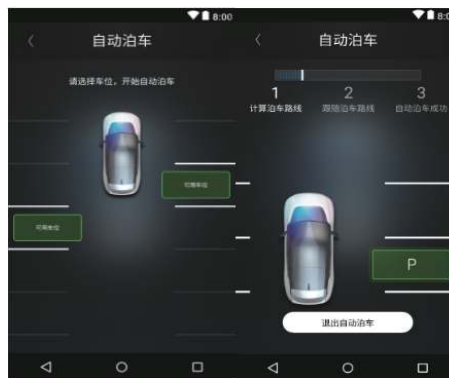 8:00
自动泊车
请选择车位，开始自动泊车
可用车位
可用车位
8:0
自动泊车
1
2
3
计算泊车路线
跟随泊车路线
自动泊车成功
P
退出自动泊车